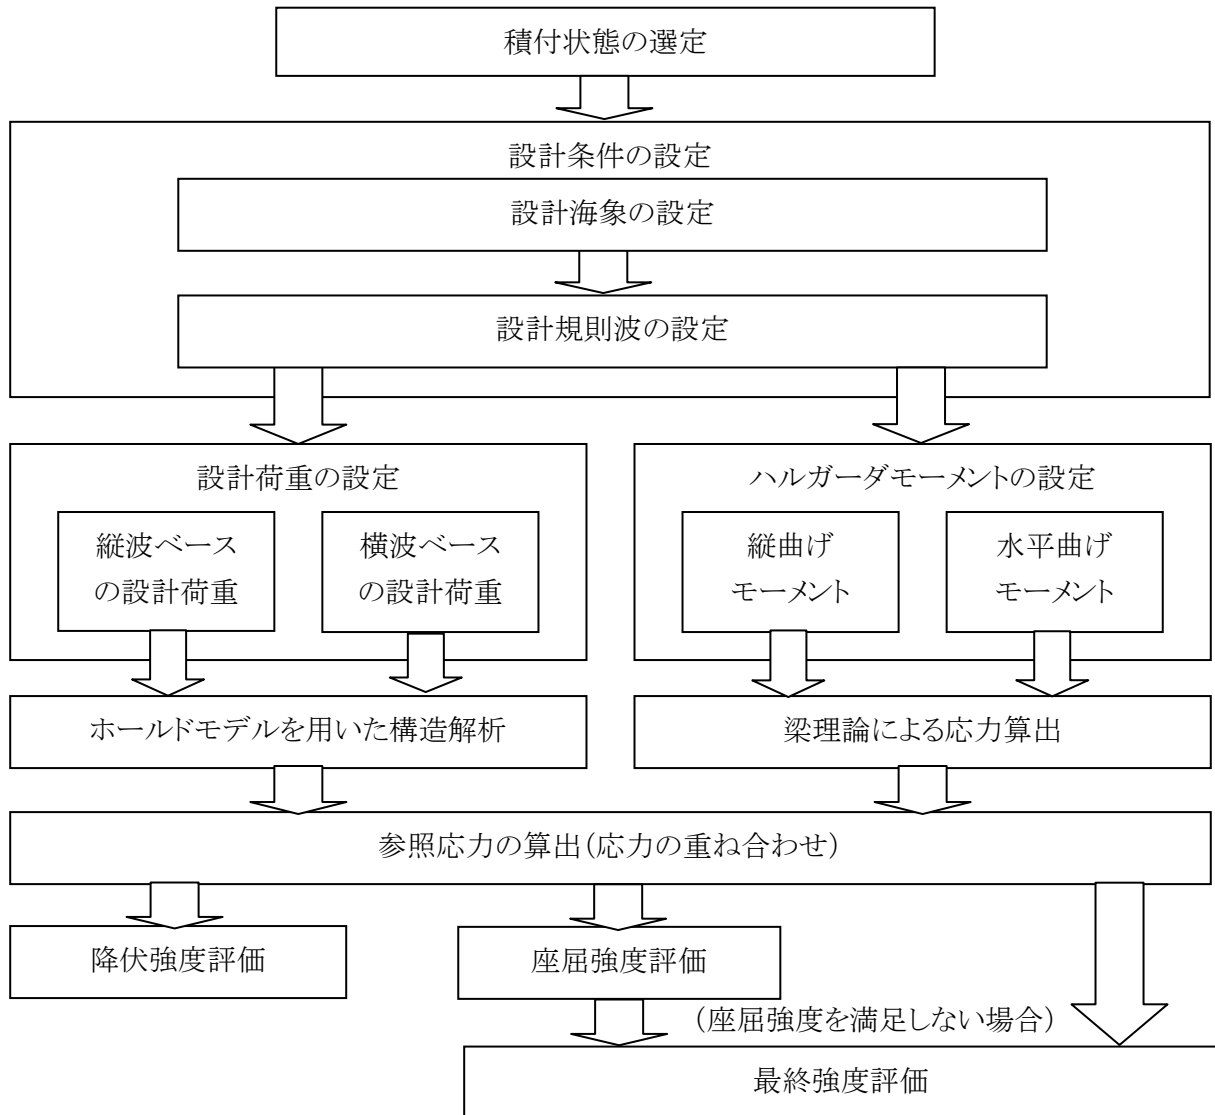 積付状態の選定
設計条件の設定
設計海象の設定
設計規則波の設定
設計荷重の設定
縦波ベース
の設計荷重
横波ベース
の設計荷重
ハルガーダモーメントの設定
縦曲げ
モーメント
水平曲げ
モーメント
ホールドモデルを用いた構造解析
梁理論による応力算出
参照応力の算出(応力の重ね合わせ)
降伏強度評価
座屈強度評価
(座屈強度を満足しない場合)
最終強度評価